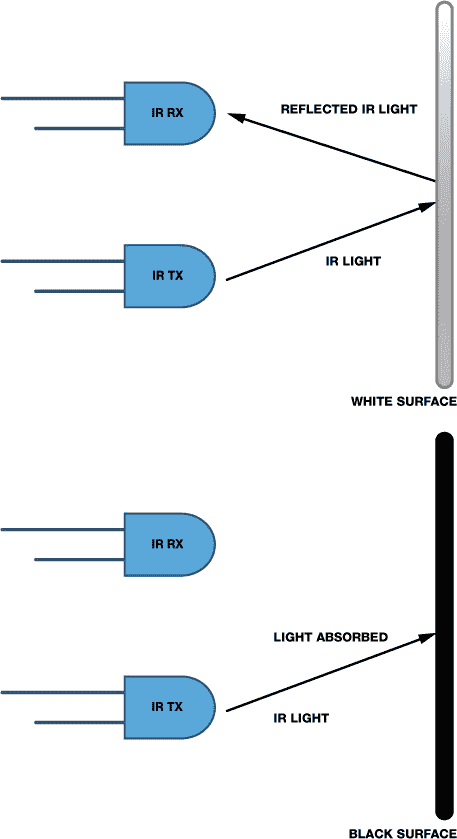 IR RX
REFLECTED IR LIGHT
IR TX
IR LIGHT
WHITE SURFACE
IR RX
LIGHT ABSORBED
IR TX
IR LIGHT
BLACK SURFACE